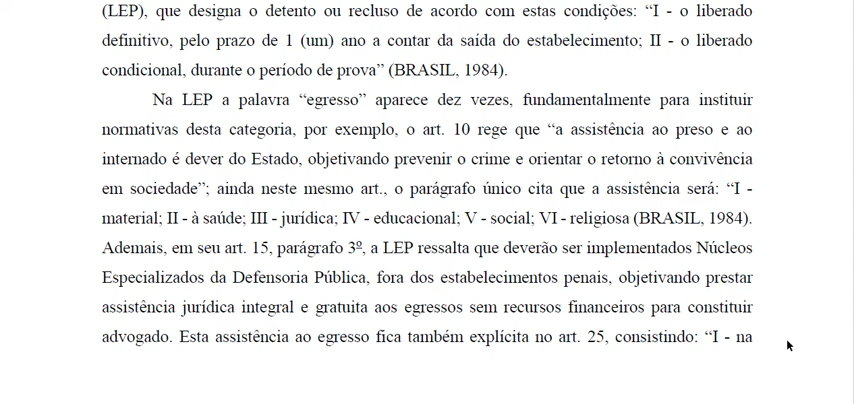 (LEP), que designa o detento ou recluso de acordo com estas condições: “I - o liberado
definitivo, pelo prazo de 1 (um) ano a contar da saída do estabelecimento; II - o liberado
condicional, durante o período de prova” (BRASIL, 1984).
Na LEP a palavra “egresso” aparece dez vezes, fundamentalmente para instituir
normativas desta categoria, por exemplo, o art. 10 rege que “a assistência ao preso e ao
internado é dever do Estado, objetivando prevenir o crime e orientar o retorno à convivência
em sociedade”; ainda neste mesmo art., o parágrafo único cita que a assistência será: “I -
material; II - à saúde; III - jurídica; IV - educacional; V - social; VI - religiosa (BRASIL, 1984).
Ademais, em seu art. 15, parágrafo 3º, a LEP ressalta que deverão ser implementados Núcleos
Especializados da Defensoria Pública, fora dos estabelecimentos penais, objetivando prestar
assistência jurídica integral e gratuita aos egressos sem recursos financeiros para constituir
advogado. Esta assistência ao egresso fica também explícita no art. 25, consistindo: “I - na